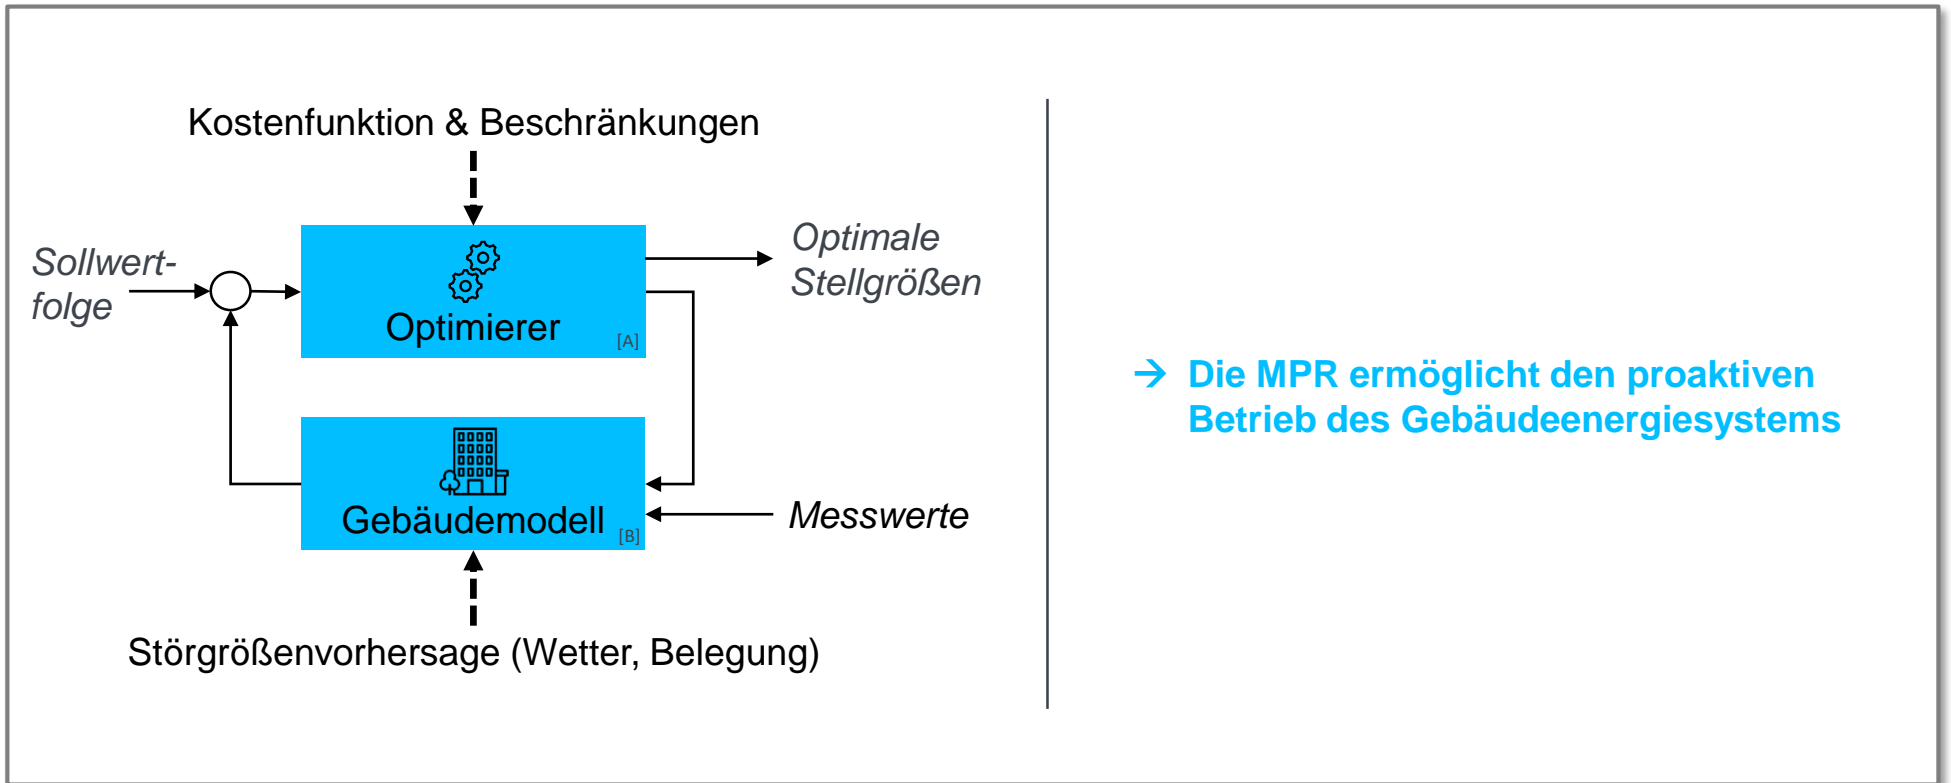 Kostenfunktion & Beschränkungen
Sollwert-
folge
Optimierer
[A]
Optimale
Stellgrößen
Gebäudemodell
[B]
Messwerte
Störgrößenvorhersage (Wetter, Belegung)
→ Die MPR ermöglicht den proaktiven
Betrieb des Gebäudeenergiesystems